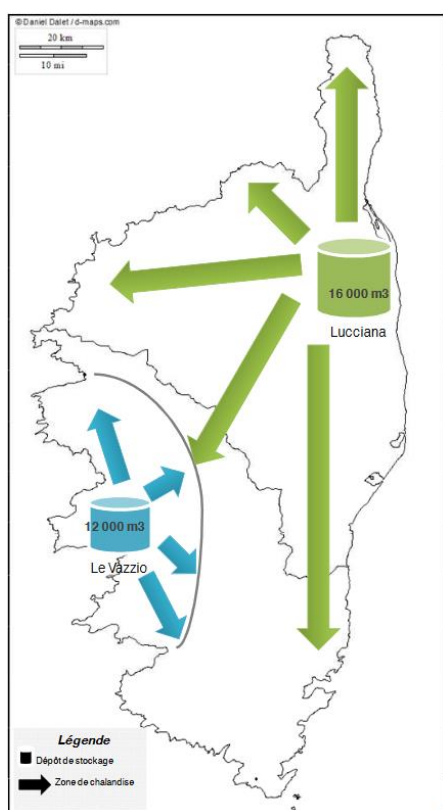 © Daniel Dalet / d-maps.com
20 km
10 mi
16 000 m3
Lucciana
12 000 m3
Le Vazzio
Légende
Dépôt de stockage
Zone de chalandise